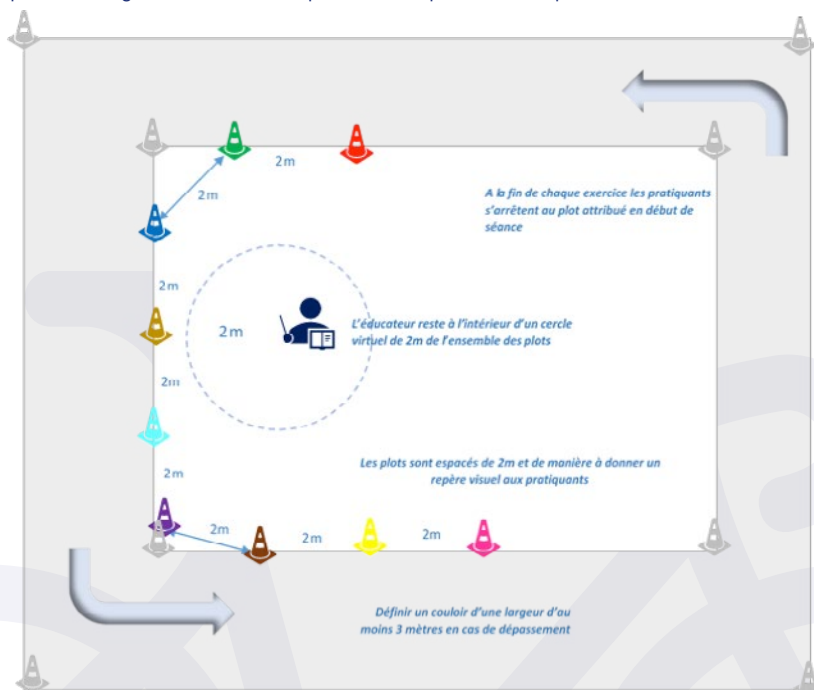 2m
2m
A la fin de chaque exercice les pratiquants
s'arrêtent au plot attribué en début de
séance
2m
2m
L'éducateur reste à l'intérieur d'un cercle
virtuel de 2m de l'ensemble des plots
2m
2m
Les plots sont espacés de 2m et de manière à donner un
repère visuel aux pratiquants
2m
2m
2m
Définir un couloir d'une largeur d'au
moins 3 mètres en cas de dépassement